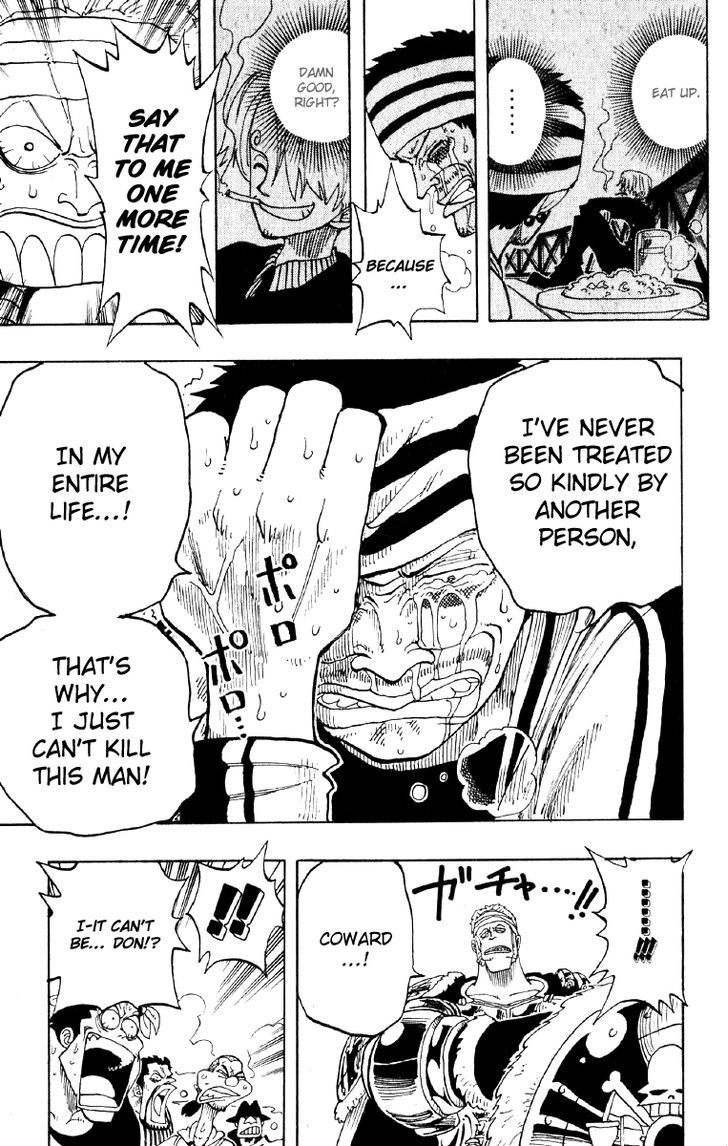 EAT UP.
......
BECAUSE
...
DAMN
GOOD,
RIGHT?
SAY
THAT
TO ME
ONE
MORE
TIME!
I'VE NEVER
BEEN TREATED
SO KINDLY BY
ANOTHER
PERSON,
IN MY
ENTIRE
LIFE...!
ポロ
ポロ...
THAT'S
WHY...
I JUST
CAN'T KILL
THIS MAN!
......!!!
ガチャ...!!
COWARD
...!
!!
I-IT CAN'T
BE... DON!?